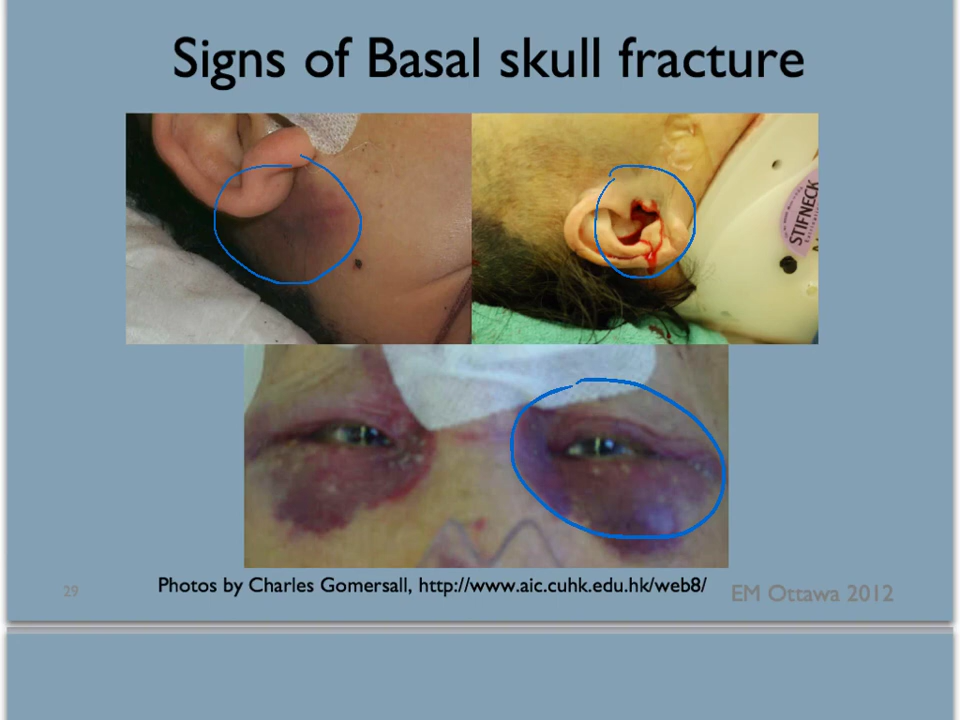 Signs of Basal skull fracture
STIFNECK
29
Photos by Charles Gomersall, http://www.aic.cuhk.edu.hk/web8/
EM Ottawa 2012